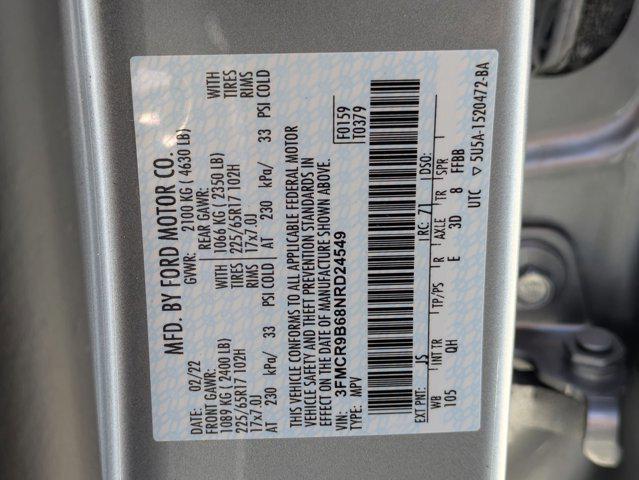 MFD. BY FORD MOTOR CO.
DATE: 02/22 GVWR: 2100 KG ( 4630 LB)
FRONT GAWR: REAR GAWR:
1089 KG ( 2400 LB) WITH 1066 KG ( 2350 LB) WITH
225/65R17 102H TIRES 225/65R17 102H TIRES
17x7.0J RIMS 17x7.0J RIMS
AT 230 kPa/ 33 PSI COLD AT 230 kPa/ 33 PSI COLD
THIS VEHICLE CONFORMS TO ALL APPLICABLE FEDERAL MOTOR
VEHICLE SAFETY AND THEFT PREVENTION STANDARDS IN
EFFECT ON THE DATE OF MANUFACTURE SHOWN ABOVE.
VIN: 3FMCR9B68NRD24549 F0159
TYPE: MPV T0379
EXT PNT: JS RC: 71 DSO:
WB INT TR TP/PS R AXLE TR SPR
105 QH E 3D 8 FFBB
UTC ▽ 5U5A-1520472-BA